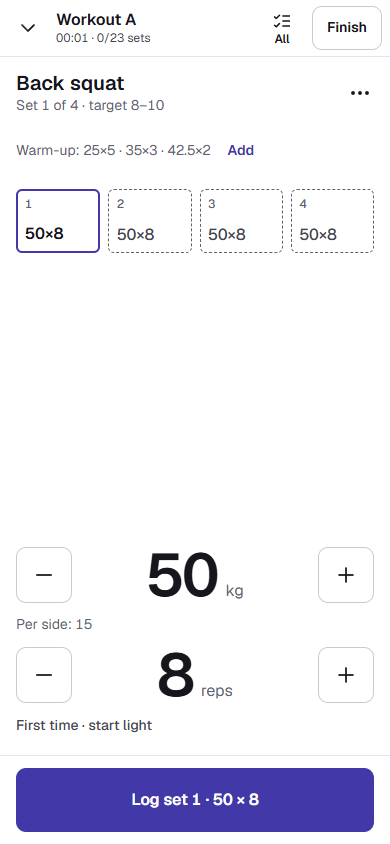 Workout A
00:01 · 0/23 sets
All
Finish
Back squat
Set 1 of 4 · target 8–10
Warm-up: 25×5 · 35×3 · 42.5×2 Add
1 2 3 4
50×8 50×8 50×8 50×8
50 kg
Per side: 15
8 reps
First time · start light
Log set 1 · 50 × 8